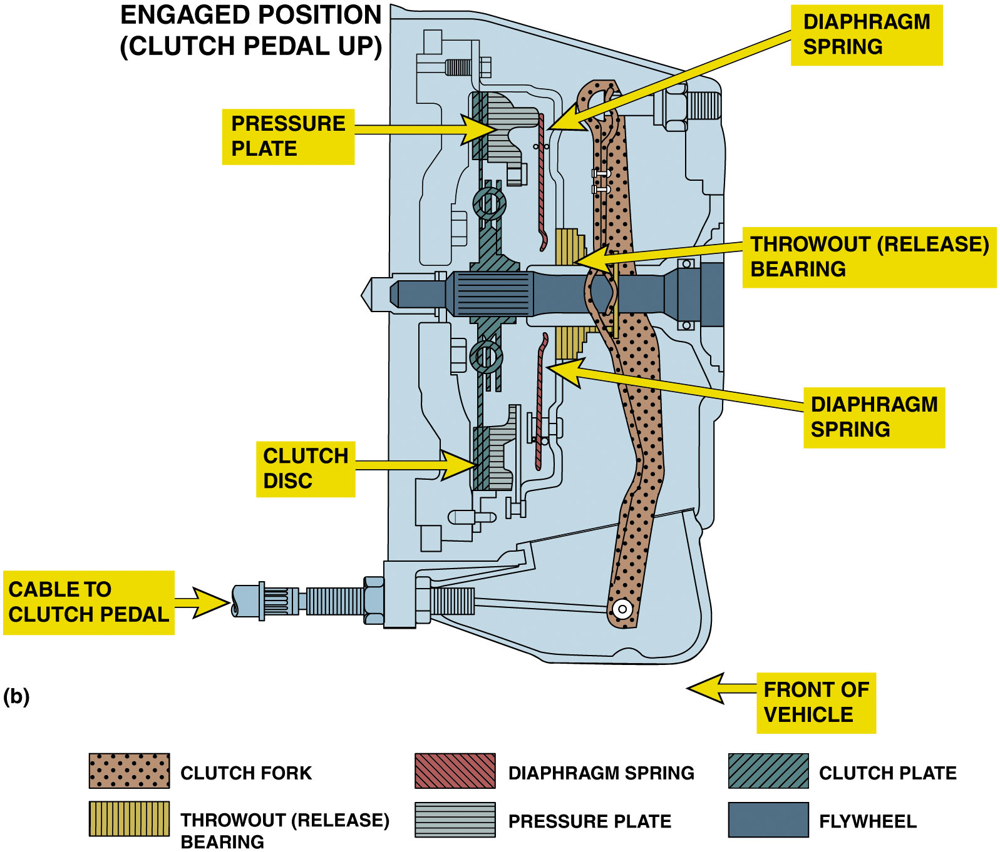 ENGAGED POSITION
(CLUTCH PEDAL UP)
DIAPHRAGM
SPRING
PRESSURE
PLATE
THROWOUT (RELEASE)
BEARING
DIAPHRAGM
SPRING
CLUTCH
DISC
CABLE TO
CLUTCH PEDAL
FRONT OF
VEHICLE
(b)
CLUTCH FORK
DIAPHRAGM SPRING
CLUTCH PLATE
THROWOUT (RELEASE)
BEARING
PRESSURE PLATE
FLYWHEEL